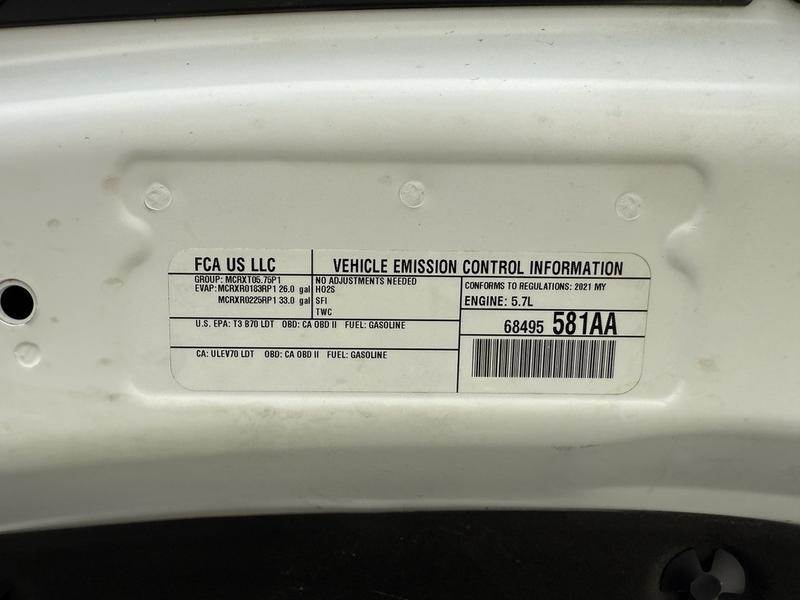 FCA US LLC
VEHICLE EMISSION CONTROL INFORMATION
GROUP: MCRXT05.75P1
EVAP: MCRXR0183RP1 26.0 gal
MCRXR0225RP1 33.0 gal
NO ADJUSTMENTS NEEDED
HO2S
SFI
TWC
CONFORMS TO REGULATIONS: 2021 MY
ENGINE: 5.7L
U.S. EPA: T3 B70 LDT OBD: CA OBD II FUEL: GASOLINE
CA: ULEV70 LDT OBD: CA OBD II FUEL: GASOLINE
68495 581AA